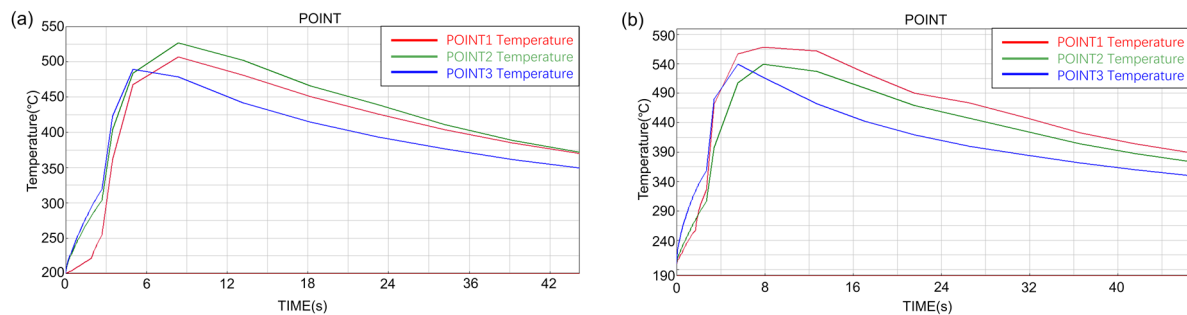 (a)
POINT
550
500
450
400
350
300
250
200
Temperature(℃)
POINT1 Temperature
POINT2 Temperature
POINT3 Temperature
0 6 12 18 24 30 36 42
TIME(s)
(b)
POINT
590
540
490
440
390
340
290
240
190
Temperature(℃)
POINT1 Temperature
POINT2 Temperature
POINT3 Temperature
0 8 16 24 32 40
TIME(s)